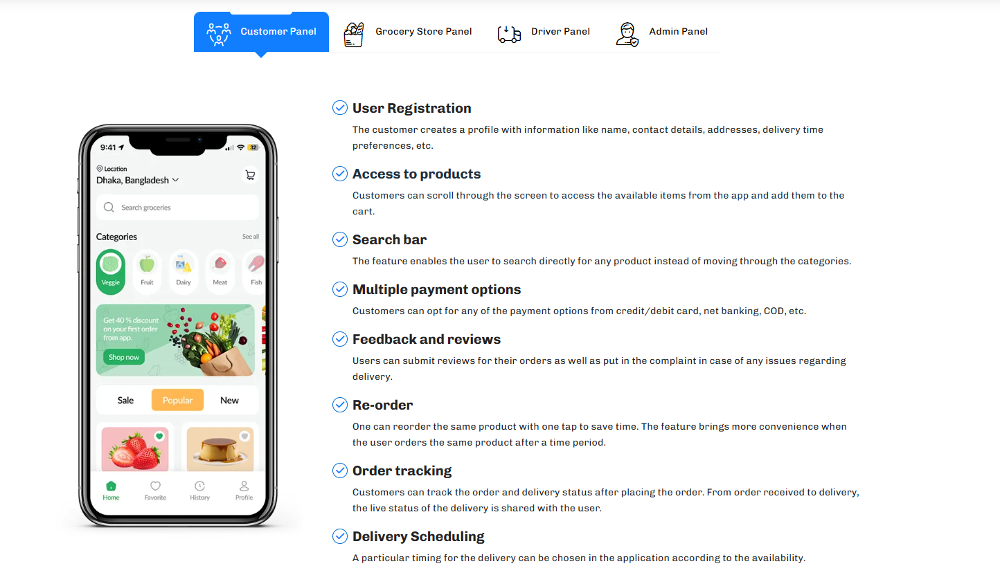 Customer Panel
Grocery Store Panel
Driver Panel
Admin Panel
9:41
32
Location
Dhaka, Bangladesh
Search groceries
Categories
See all
Veggie
Fruit
Dairy
Meat
Fish
Get 40 % discount
on your first order
from app.
Shop now
Sale
Popular
New
Home
Favorite
History
Profile
User Registration
The customer creates a profile with information like name, contact details, addresses, delivery time
preferences, etc.
Access to products
Customers can scroll through the screen to access the available items from the app and add them to the
cart.
Search bar
The feature enables the user to search directly for any product instead of moving through the categories.
Multiple payment options
Customers can opt for any of the payment options from credit/debit card, net banking, COD, etc.
Feedback and reviews
Users can submit reviews for their orders as well as put in the complaint in case of any issues regarding
delivery.
Re-order
One can reorder the same product with one tap to save time. The feature brings more convenience when
the user orders the same product after a time period.
Order tracking
Customers can track the order and delivery status after placing the order. From order received to delivery,
the live status of the delivery is shared with the user.
Delivery Scheduling
A particular timing for the delivery can be chosen in the application according to the availability.